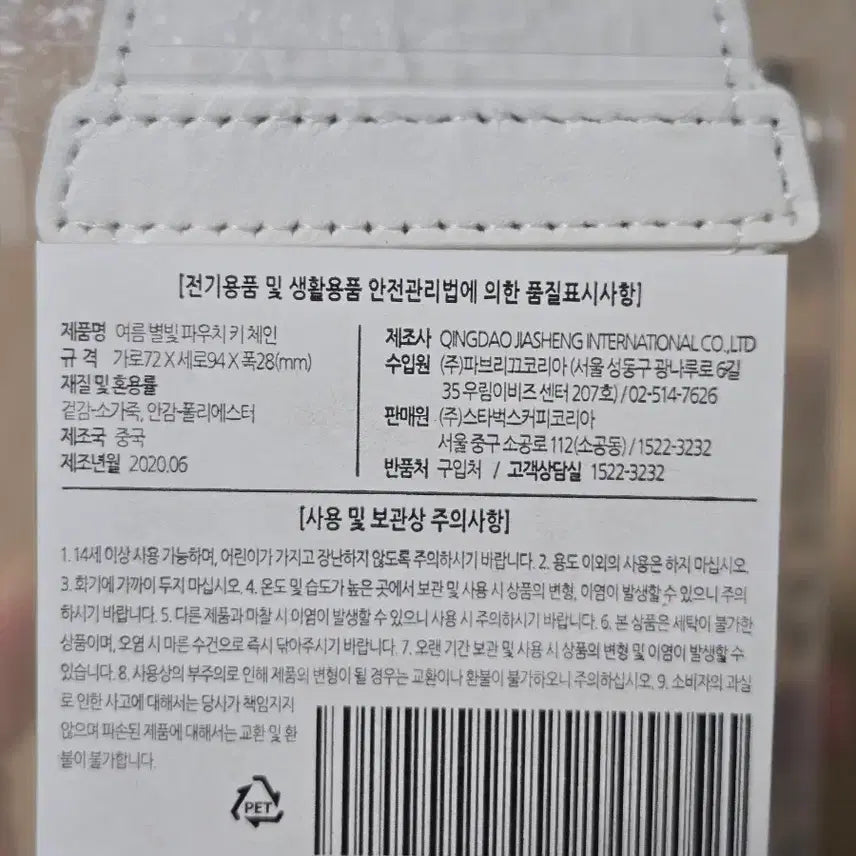 [전기용품 및 생활용품 안전관리법에 의한 품질표시사항]
제품명 여름 별빛 파우치 키 체인
규 격 가로72 X 세로94 X 폭28(mm)
재질 및 혼용률
겉감-소가죽, 안감-폴리에스터
제조국 중국
제조년월 2020.06
제조사 QINGDAO JIASHENG INTERNATIONAL CO.,LTD
수입원 (주)파브리끄코리아 (서울 성동구 광나루로 6길
35 우림이비즈 센터 207호) /02-514-7626
판매원 (주)스타벅스커피코리아
서울 중구 소공로 112(소공동) /1522-3232
반품처 구입처 / 고객상담실 1522-3232
[사용 및 보관상 주의사항]
1. 14세 이상 사용 가능하며, 어린이가 가지고 장난하지 않도록 주의하시기 바랍니다. 2. 용도 이외의 사용은 하지 마십시오.
3. 화기에 가까이 두지 마십시오. 4. 온도 및 습도가 높은 곳에서 보관 및 사용 시 상품의 변형, 이염이 발생할 수 있으니 주의
하시기 바랍니다. 5. 다른 제품과 마찰 시 이염이 발생할 수 있으니 사용 시 주의하시기 바랍니다. 6. 본 상품은 세탁이 불가한
상품이며, 오염 시 마른 수건으로 즉시 닦아주시기 바랍니다. 7. 오랜 기간 보관 및 사용 시 상품의 변형 및 이염이 발생할 수
있습니다. 8. 사용상의 부주의로 인해 제품의 변형이 될 경우는 교환이나 환불이 불가하오니 주의하십시오. 9. 소비자의 과실
로 인한 사고에 대해서는 당사가 책임지지
않으며 파손된 제품에 대해서는 교환 및 환
불이 불가합니다.
PET